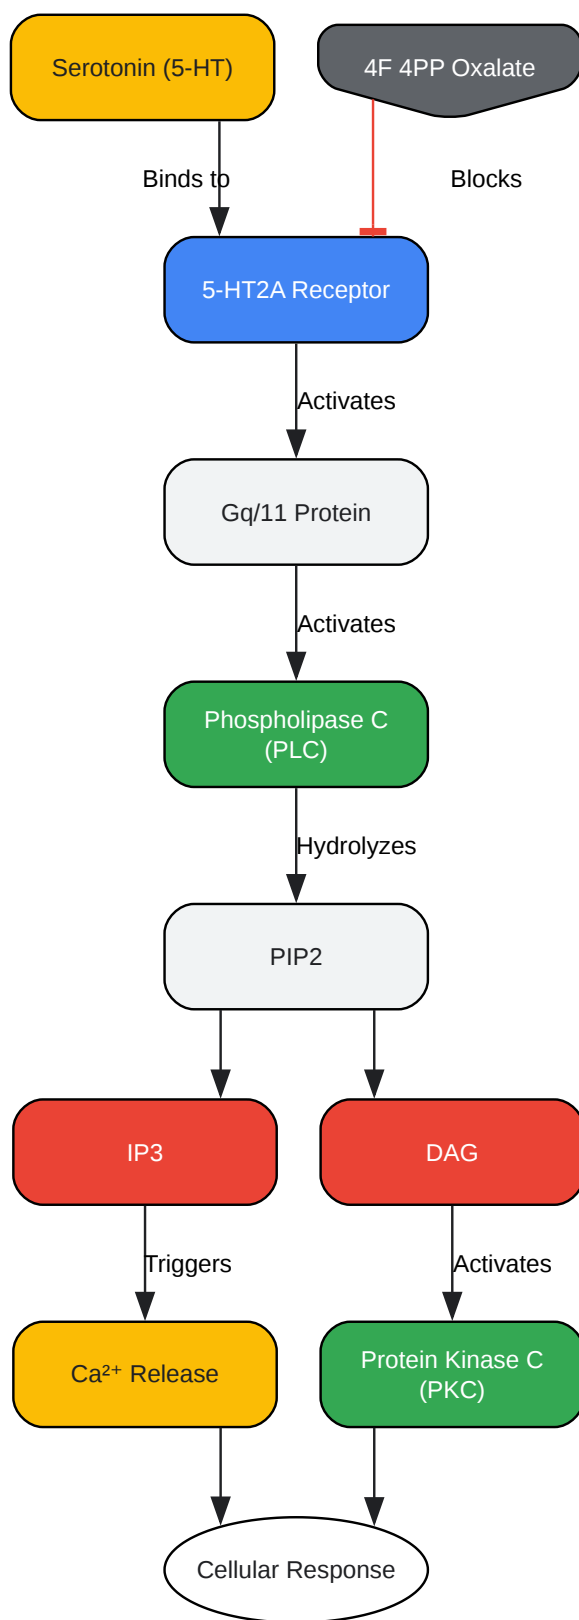 Serotonin (5-HT)
4F 4PP Oxalate
Binds to
Blocks
5-HT2A Receptor
Activates
Gq/11 Protein
Activates
Phospholipase C
(PLC)
Hydrolyzes
PIP2
IP3
DAG
Triggers
Activates
Ca²⁺ Release
Protein Kinase C
(PKC)
Cellular Response